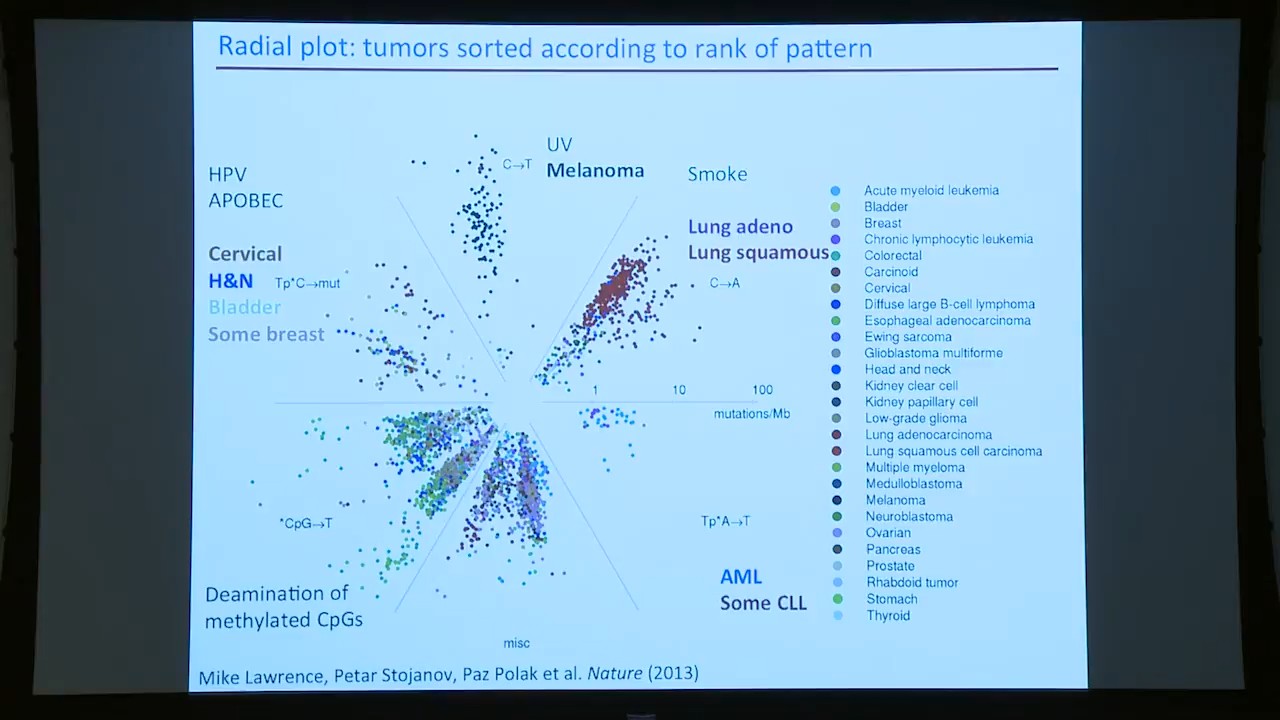 Radial plot: tumors sorted according to rank of pattern
UV
Melanoma
C→T
HPV
APOBEC
Smoke
Lung adeno
Lung squamous
C→A
Cervical
H&N
Bladder
Some breast
Tp*C→mut
1 10 100
mutations/Mb
*CpG→T
Tp*A→T
Deamination of
methylated CpGs
AML
Some CLL
misc
Acute myeloid leukemia
Bladder
Breast
Chronic lymphocytic leukemia
Colorectal
Carcinoid
Cervical
Diffuse large B-cell lymphoma
Esophageal adenocarcinoma
Ewing sarcoma
Glioblastoma multiforme
Head and neck
Kidney clear cell
Kidney papillary cell
Low-grade glioma
Lung adenocarcinoma
Lung squamous cell carcinoma
Multiple myeloma
Medulloblastoma
Melanoma
Neuroblastoma
Ovarian
Pancreas
Prostate
Rhabdoid tumor
Stomach
Thyroid
Mike Lawrence, Petar Stojanov, Paz Polak et al. Nature (2013)